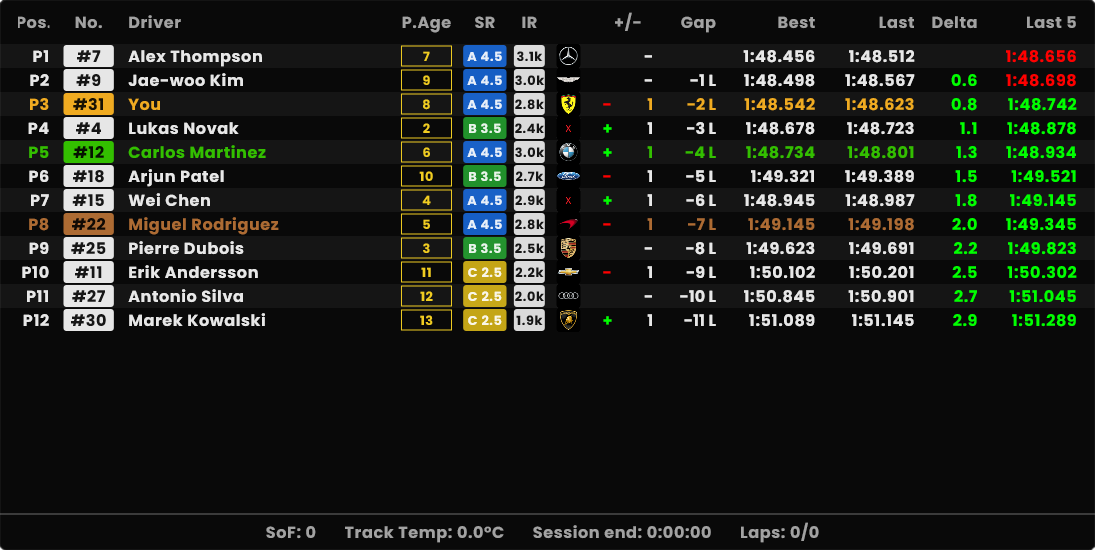 Pos. No. Driver P.Age SR IR +/- Gap Best Last Delta Last 5
P1 #7 Alex Thompson 7 A 4.5 3.1k - 1:48.456 1:48.512 1:48.656
P2 #9 Jae-woo Kim 9 A 4.5 3.0k - -1 L 1:48.498 1:48.567 0.6 1:48.698
P3 #31 You 8 A 4.5 2.8k - 1 -2 L 1:48.542 1:48.623 0.8 1:48.742
P4 #4 Lukas Novak 2 B 3.5 2.4k X + 1 -3 L 1:48.678 1:48.723 1.1 1:48.878
P5 #12 Carlos Martinez 6 A 4.5 3.0k + 1 -4 L 1:48.734 1:48.801 1.3 1:48.934
P6 #18 Arjun Patel 10 B 3.5 2.7k - 1 -5 L 1:49.321 1:49.389 1.5 1:49.521
P7 #15 Wei Chen 4 A 4.5 2.9k X + 1 -6 L 1:48.945 1:48.987 1.8 1:49.145
P8 #22 Miguel Rodriguez 5 A 4.5 2.8k - 1 -7 L 1:49.145 1:49.198 2.0 1:49.345
P9 #25 Pierre Dubois 3 B 3.5 2.5k - -8 L 1:49.623 1:49.691 2.2 1:49.823
P10 #11 Erik Andersson 11 C 2.5 2.2k - 1 -9 L 1:50.102 1:50.201 2.5 1:50.302
P11 #27 Antonio Silva 12 C 2.5 2.0k - -10 L 1:50.845 1:50.901 2.7 1:51.045
P12 #30 Marek Kowalski 13 C 2.5 1.9k + 1 -11 L 1:51.089 1:51.145 2.9 1:51.289
SoF: 0 Track Temp: 0.0°C Session end: 0:00:00 Laps: 0/0